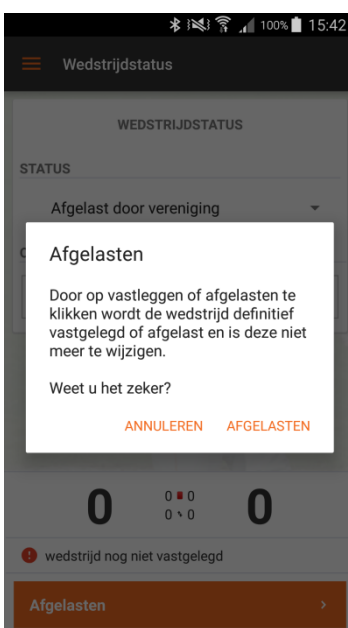 100% 15:42
Wedstrijdstatus
WEDSTRIJDSTATUS
STATUS
Afgelast door vereniging
Afgelasten
Door op vastleggen of afgelasten te
klikken wordt de wedstrijd definitief
vastgelegd of afgelast en is deze niet
meer te wijzigen.
Weet u het zeker?
ANNULEREN AFGELASTEN
0 0 0 0
0 0
wedstrijd nog niet vastgelegd
Afgelasten